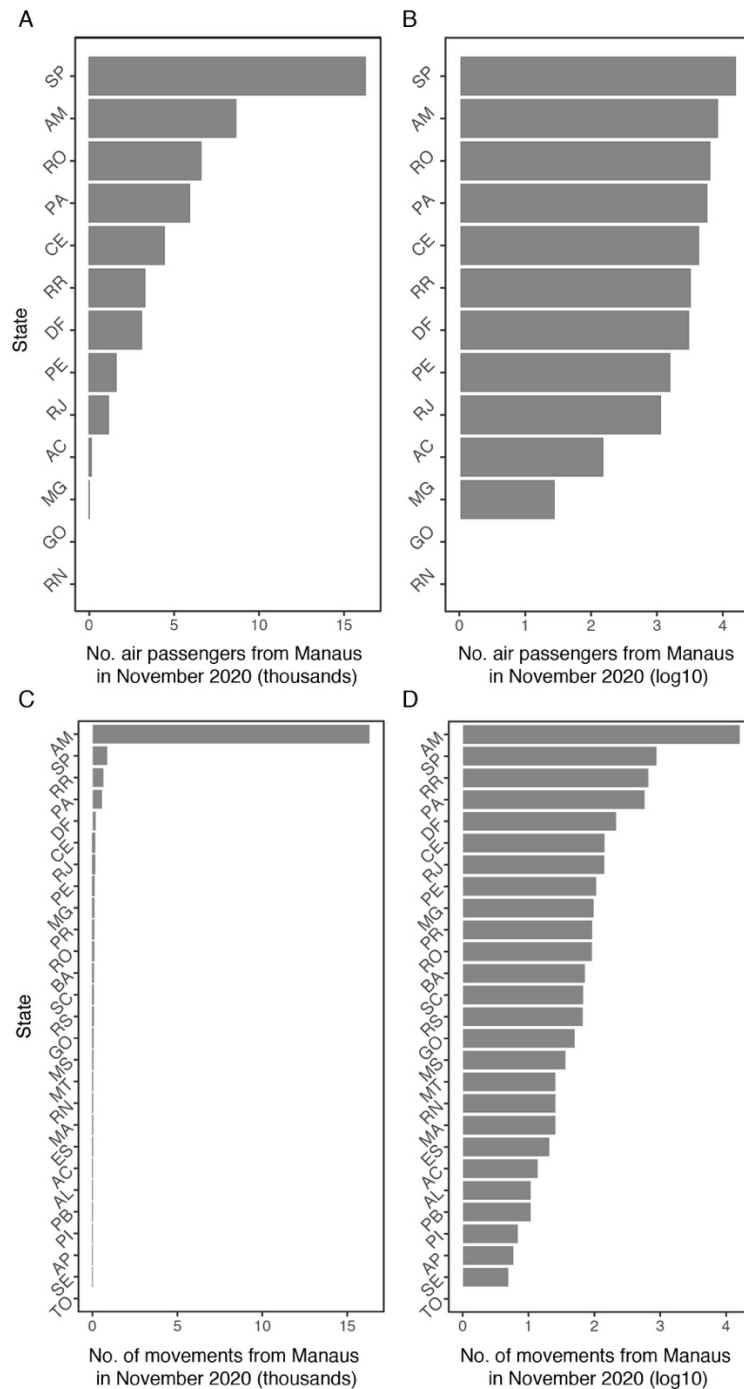 A
B
State
SP
AM
RO
PA
CE
RR
DF
PE
RJ
AC
MG
GO
RN
0 5 10 15
No. air passengers from Manaus
in November 2020 (thousands)
SP
AM
RO
PA
CE
RR
DF
PE
RJ
AC
MG
GO
RN
0 1 2 3 4
No. air passengers from Manaus
in November 2020 (log10)
C
D
State
AM
SP
RR
PA
DF
CE
RJ
PE
MG
PR
RO
BA
SC
RS
GO
MS
MT
RN
MA
ES
AC
AL
PB
PI
AP
SE
TO
0 5 10 15
No. of movements from Manaus
in November 2020 (thousands)
AM
SP
RR
PA
DF
CE
RJ
PE
MG
PR
RO
BA
SC
RS
GO
MS
MT
RN
MA
ES
AC
AL
PB
PI
AP
SE
TO
0 1 2 3 4
No. of movements from Manaus
in November 2020 (log10)